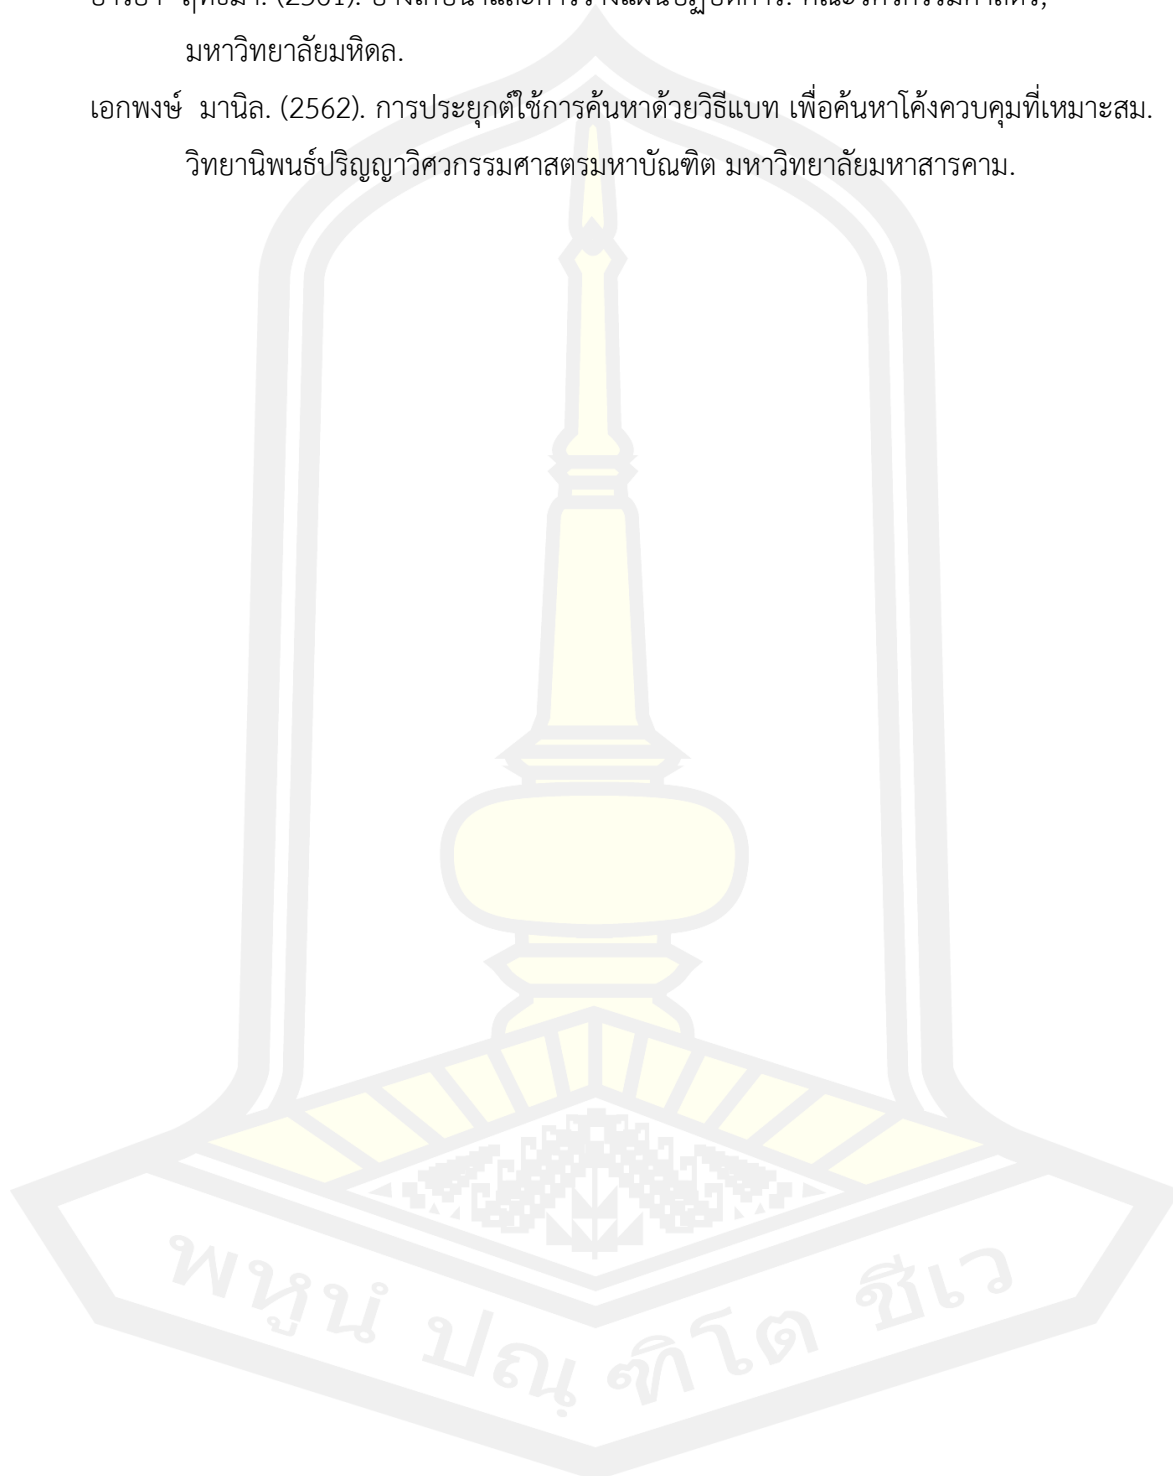 (2561).
มหาวิทยาลัยมหิดล.
เอกพงษ์ มานิล. (2562). การประยุกต์ใช้การค้นหาด้วยวิธีแบท เพื่อค้นหาโค้งควบคุมที่เหมาะสม.
วิทยานิพนธ์ปริญญาวิศวกรรมศาสตรมหาบัณฑิต มหาวิทยาลัยมหาสารคาม.
พหูนํ ปณฺฑิโต ชีเว